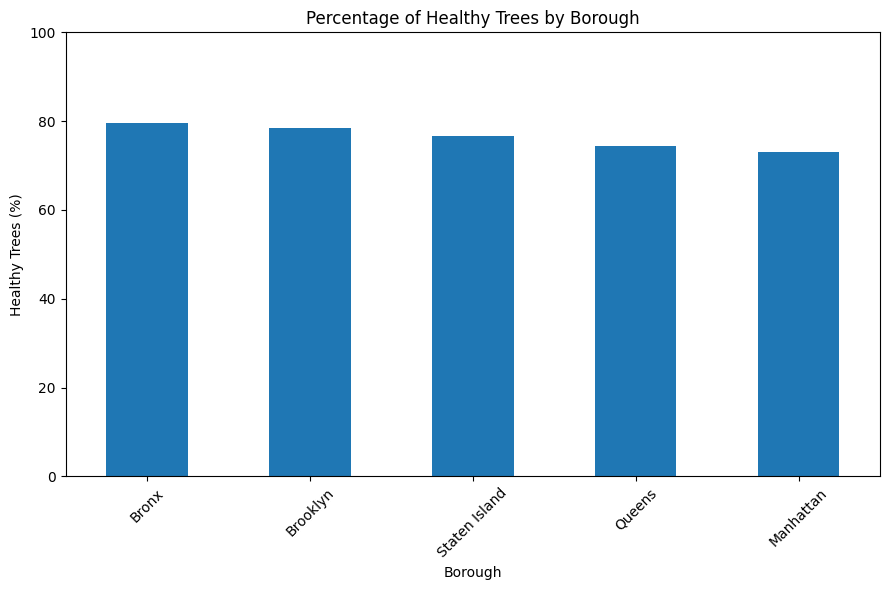 Percentage of Healthy Trees by Borough
100
80
60
40
20
0
Healthy Trees (%)
Bronx
Brooklyn
Staten Island
Queens
Manhattan
Borough